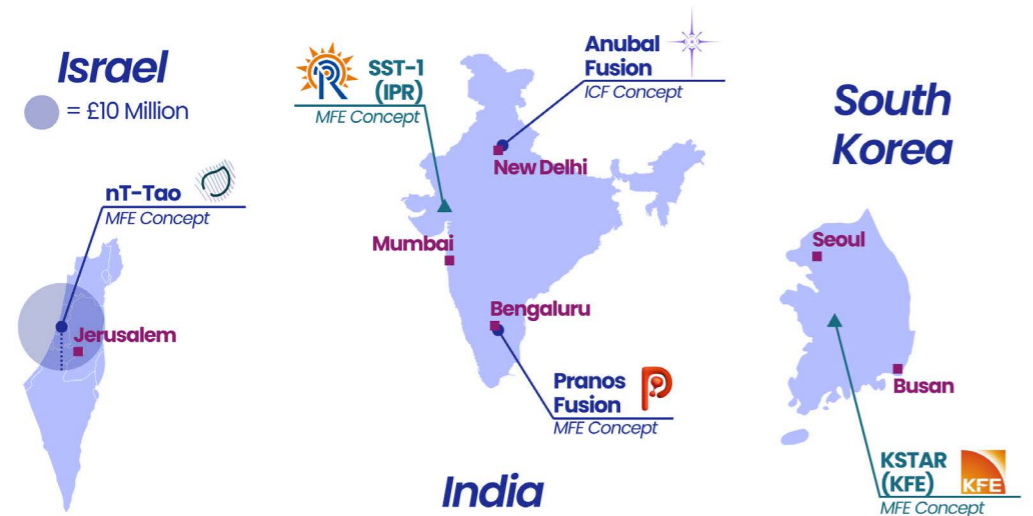 Israel
= £10 Million
nT-Tao
MFE Concept
Jerusalem
SST-1
(IPR)
MFE Concept
Anubal
Fusion
ICF Concept
New Delhi
Mumbai
Bengaluru
Pranos
Fusion
MFE Concept
India
South
Korea
Seoul
Busan
KSTAR
(KFE)
KFE
MFE Concept